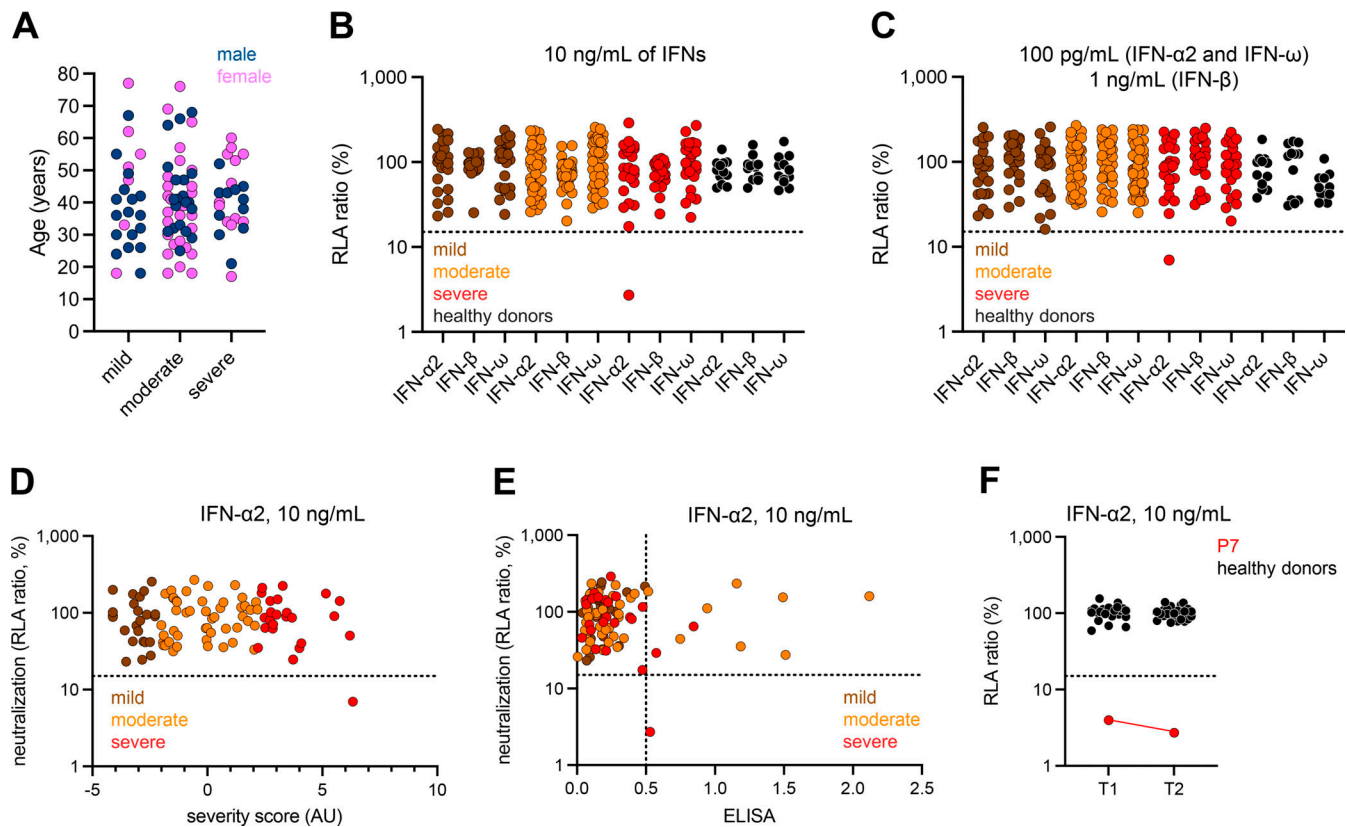 A
male
female
Age (years)
80
70
60
50
40
30
20
10
0
mild
moderate
severe
B
10 ng/mL of IFNs
RLA ratio (%)
1,000
100
10
1
mild
moderate
severe
healthy donors
IFN-α2
IFN-β
IFN-ω
IFN-α2
IFN-β
IFN-ω
IFN-α2
IFN-β
IFN-ω
IFN-α2
IFN-β
IFN-ω
C
100 pg/mL (IFN-α2 and IFN-ω)
1 ng/mL (IFN-β)
RLA ratio (%)
1,000
100
10
1
mild
moderate
severe
healthy donors
IFN-α2
IFN-β
IFN-ω
IFN-α2
IFN-β
IFN-ω
IFN-α2
IFN-β
IFN-ω
IFN-α2
IFN-β
IFN-ω
D
IFN-α2, 10 ng/mL
neutralization (RLA ratio, %)
1,000
100
10
1
mild
moderate
severe
-5 0 5 10
severity score (AU)
E
IFN-α2, 10 ng/mL
neutralization (RLA ratio, %)
1,000
100
10
1
mild
moderate
severe
0.0 0.5 1.0 1.5 2.0 2.5
ELISA
F
IFN-α2, 10 ng/mL
P7
healthy donors
RLA ratio (%)
1,000
100
10
1
T1 T2